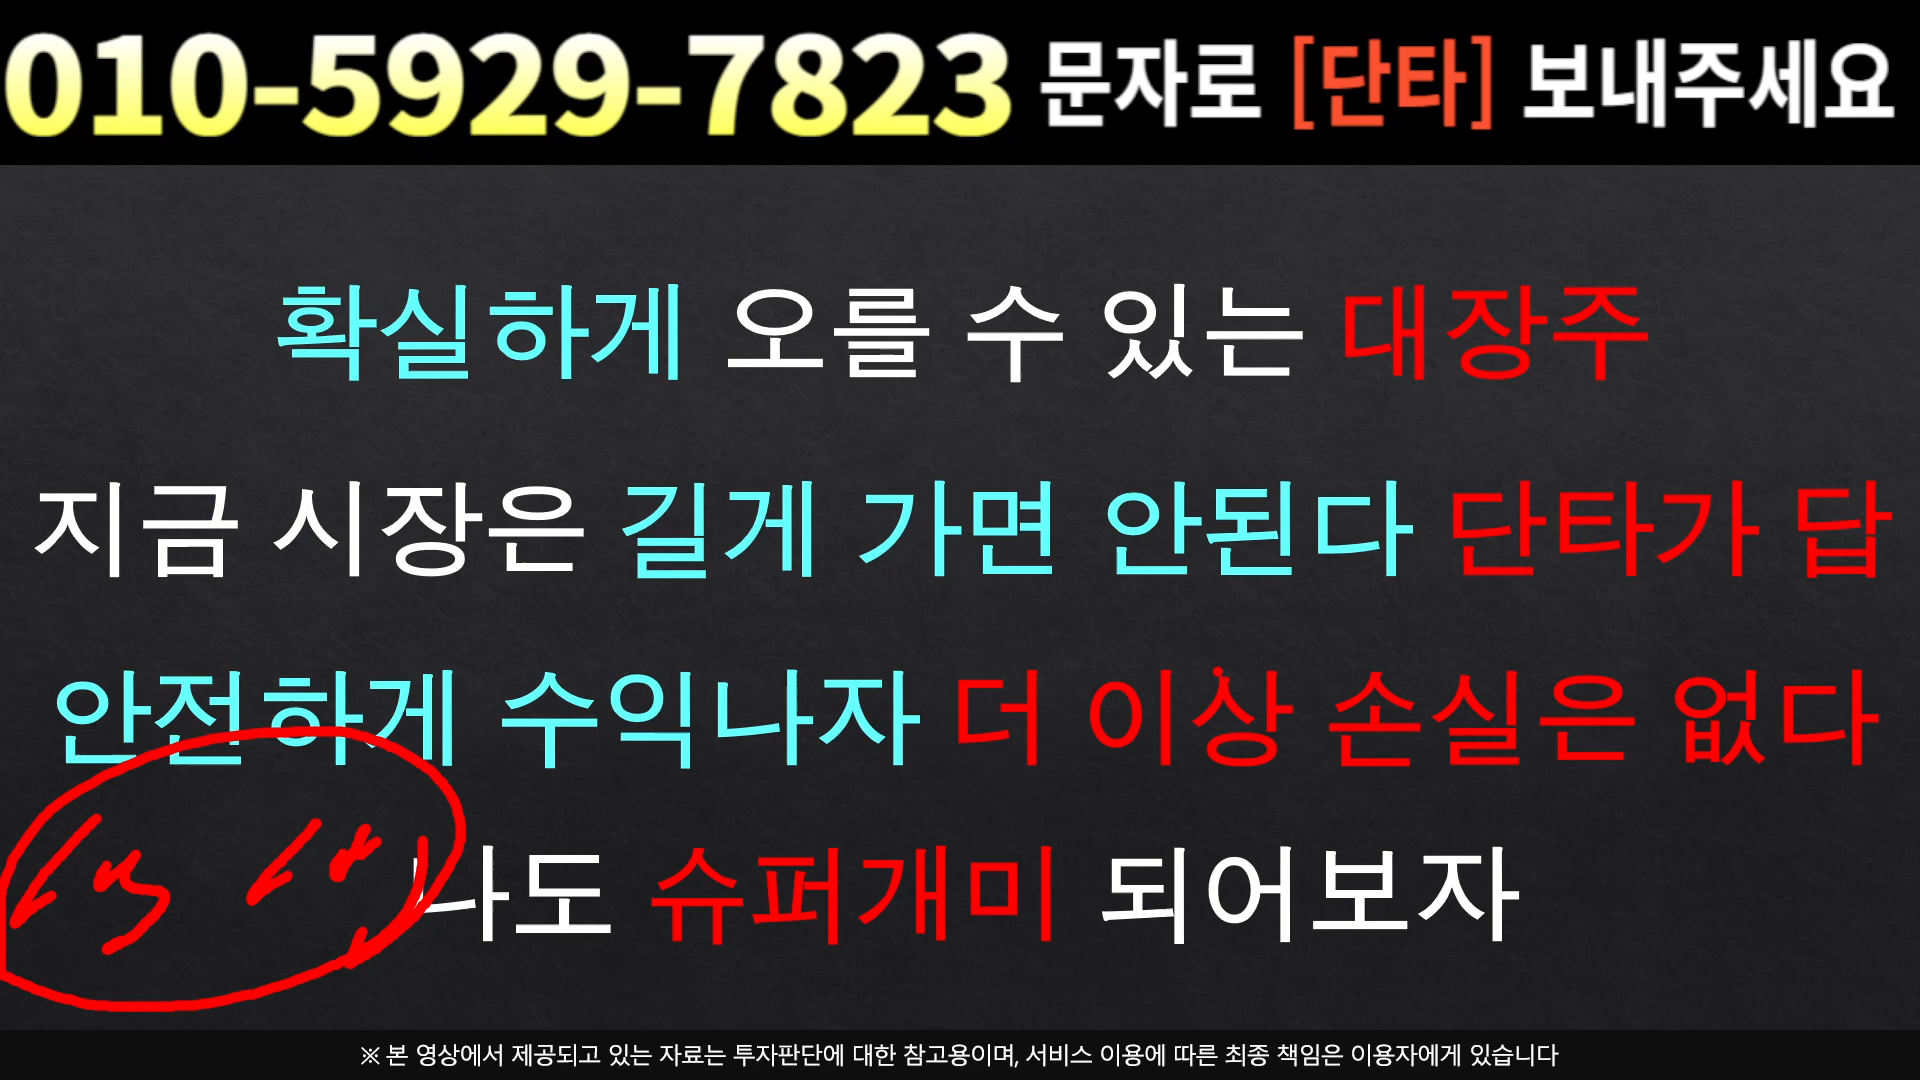 010-5929-7823 문자로 [단타] 보내주세요
확실하게 오를 수 있는 대장주
지금 시장은 길게 가면 안된다 단타가 답
안전하게 수익나자 더 이상 손실은 없다
나도 슈퍼개미 되어보자
※ 본 영상에서 제공되고 있는 자료는 투자판단에 대한 참고용이며, 서비스 이용에 따른 최종 책임은 이용자에게 있습니다